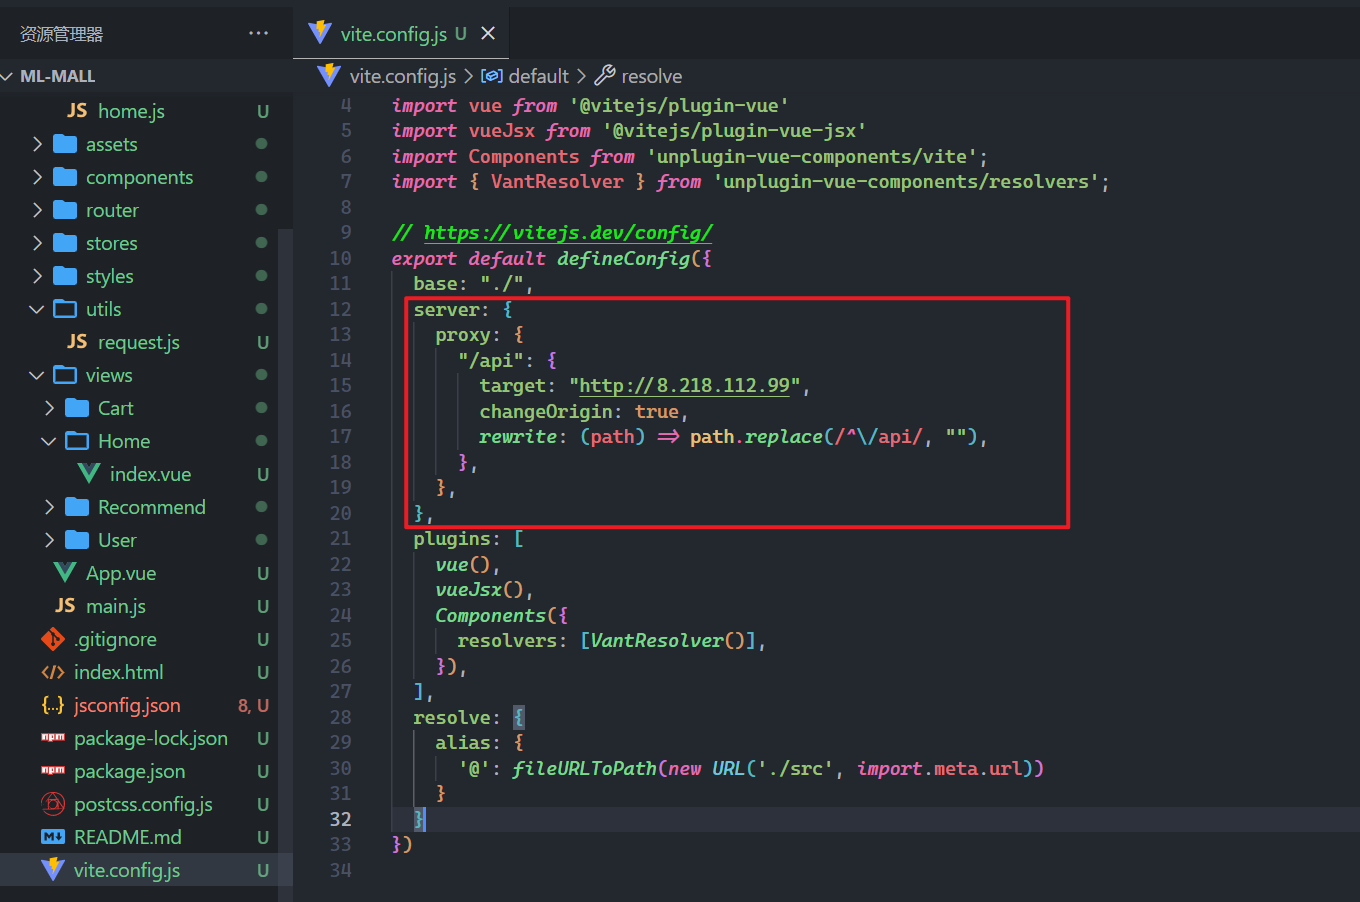 资源管理器 ···
ML-MALL
JS home.js U
assets
components
router
stores
styles
utils
JS request.js U
views
Cart
Home
index.vue U
Recommend
User
App.vue U
JS main.js U
.gitignore U
index.html U
{..} jsconfig.json 8, U
package-lock.json U
package.json U
postcss.config.js U
README.md U
vite.config.js U
vite.config.js U ×
vite.config.js > default > resolve
4 import vue from '@vitejs/plugin-vue'
5 import vueJsx from '@vitejs/plugin-vue-jsx'
6 import Components from 'unplugin-vue-components/vite';
7 import { VantResolver } from 'unplugin-vue-components/resolvers';
8
9 // https://vitejs.dev/config/
10 export default defineConfig({
11 base: "./",
12 server: {
13 proxy: {
14 "/api": {
15 target: "http://8.218.112.99",
16 changeOrigin: true,
17 rewrite: (path) => path.replace(/^\/api/, ""),
18 },
19 },
20 },
21 plugins: [
22 vue(),
23 vueJsx(),
24 Components({
25 resolvers: [VantResolver()],
26 }),
27 ],
28 resolve: {
29 alias: {
30 '@': fileURLToPath(new URL('./src', import.meta.url))
31 }
32 }
33 })
34